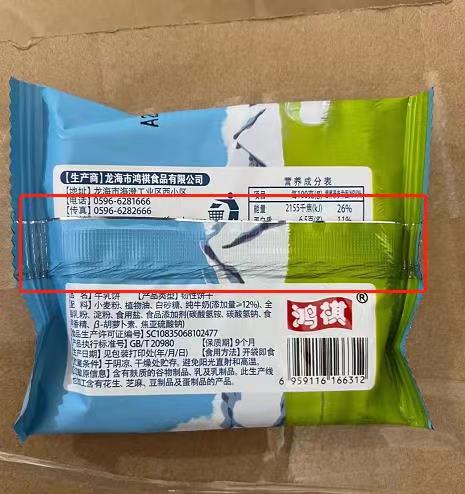 【生产商】龙海市鸿祺食品有限公司
【地址】龙海市海澄工业区西小区
【电话】0596-6281666
【传真】0596-6282666
营养成分表
项目
能量 2155千焦(kJ) 26%
6.5克(g) 11%
牛乳饼 【产品类型】韧性饼干
料】小麦粉、植物油、白砂糖、纯牛奶(添加量≥12%)、全
乳粉、淀粉、食用盐、食品添加剂(碳酸氢铵、碳酸氢钠、食
香精、β-胡萝卜素、焦亚硫酸钠)
品生产许可证编号】SC10835068102477
产品执行标准号】GB/T 20980 【保质期】9个月
生产日期】见包装打印处(年/月/日) 【食用方法】开袋即食
条件】于阴凉、干燥处贮存,避免阳光直射和高温。
敏原信息】含有麸质的谷物制品、乳及乳制品。此生产线
加工含有花生、芝麻、豆制品及蛋制品的产品。
鸿祺®
6 959116 166312